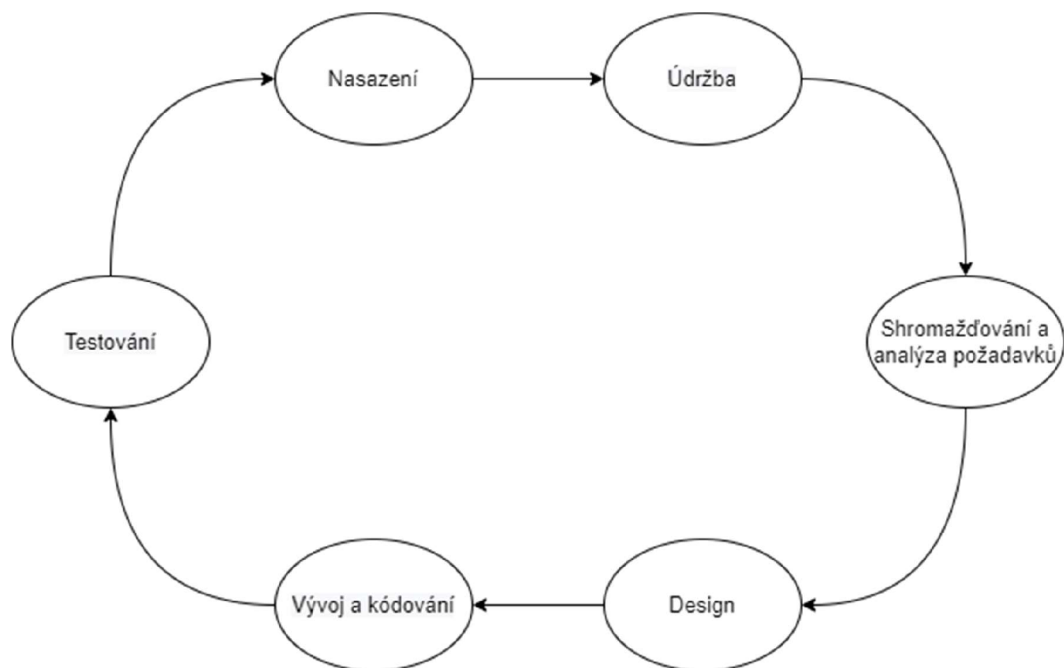 Nasazení
Údržba
Testování
Shromažďování a
analýza požadavků
Vývoj a kódování
Design